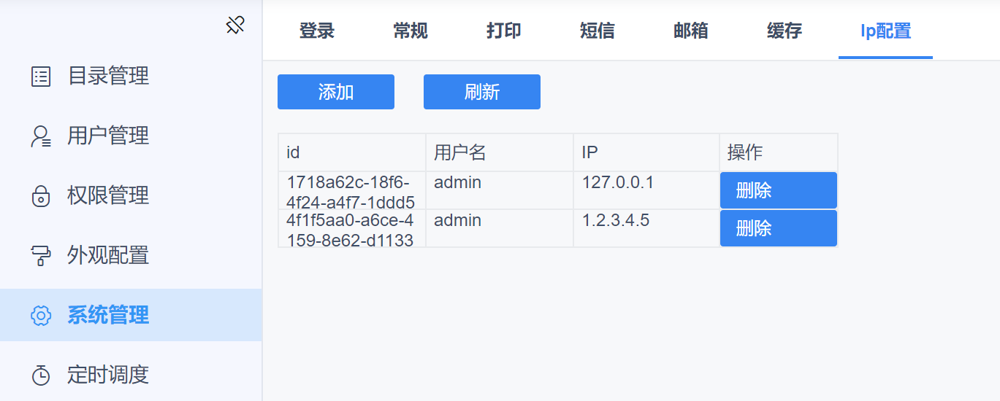 登录 常规 打印 短信 邮箱 缓存 Ip配置
目录管理
用户管理
权限管理
外观配置
系统管理
定时调度
添加 刷新
id 用户名 IP 操作
1718a62c-18f6- admin 127.0.0.1 删除
4f24-a4f7-1ddd5
4f1f5aa0-a6ce-4 admin 1.2.3.4.5 删除
159-8e62-d1133